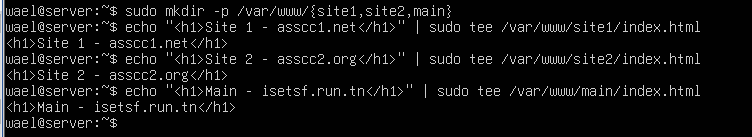 wael@server:~$ sudo mkdir -p /var/www/{site1,site2,main}
wael@server:~$ echo "<h1>Site 1 - asscc1.net</h1>" | sudo tee /var/www/site1/index.html
<h1>Site 1 - asscc1.net</h1>
wael@server:~$ echo "<h1>Site 2 - asscc2.org</h1>" | sudo tee /var/www/site2/index.html
<h1>Site 2 - asscc2.org</h1>
wael@server:~$ echo "<h1>Main - isetsf.run.tn</h1>" | sudo tee /var/www/main/index.html
<h1>Main - isetsf.run.tn</h1>
wael@server:~$